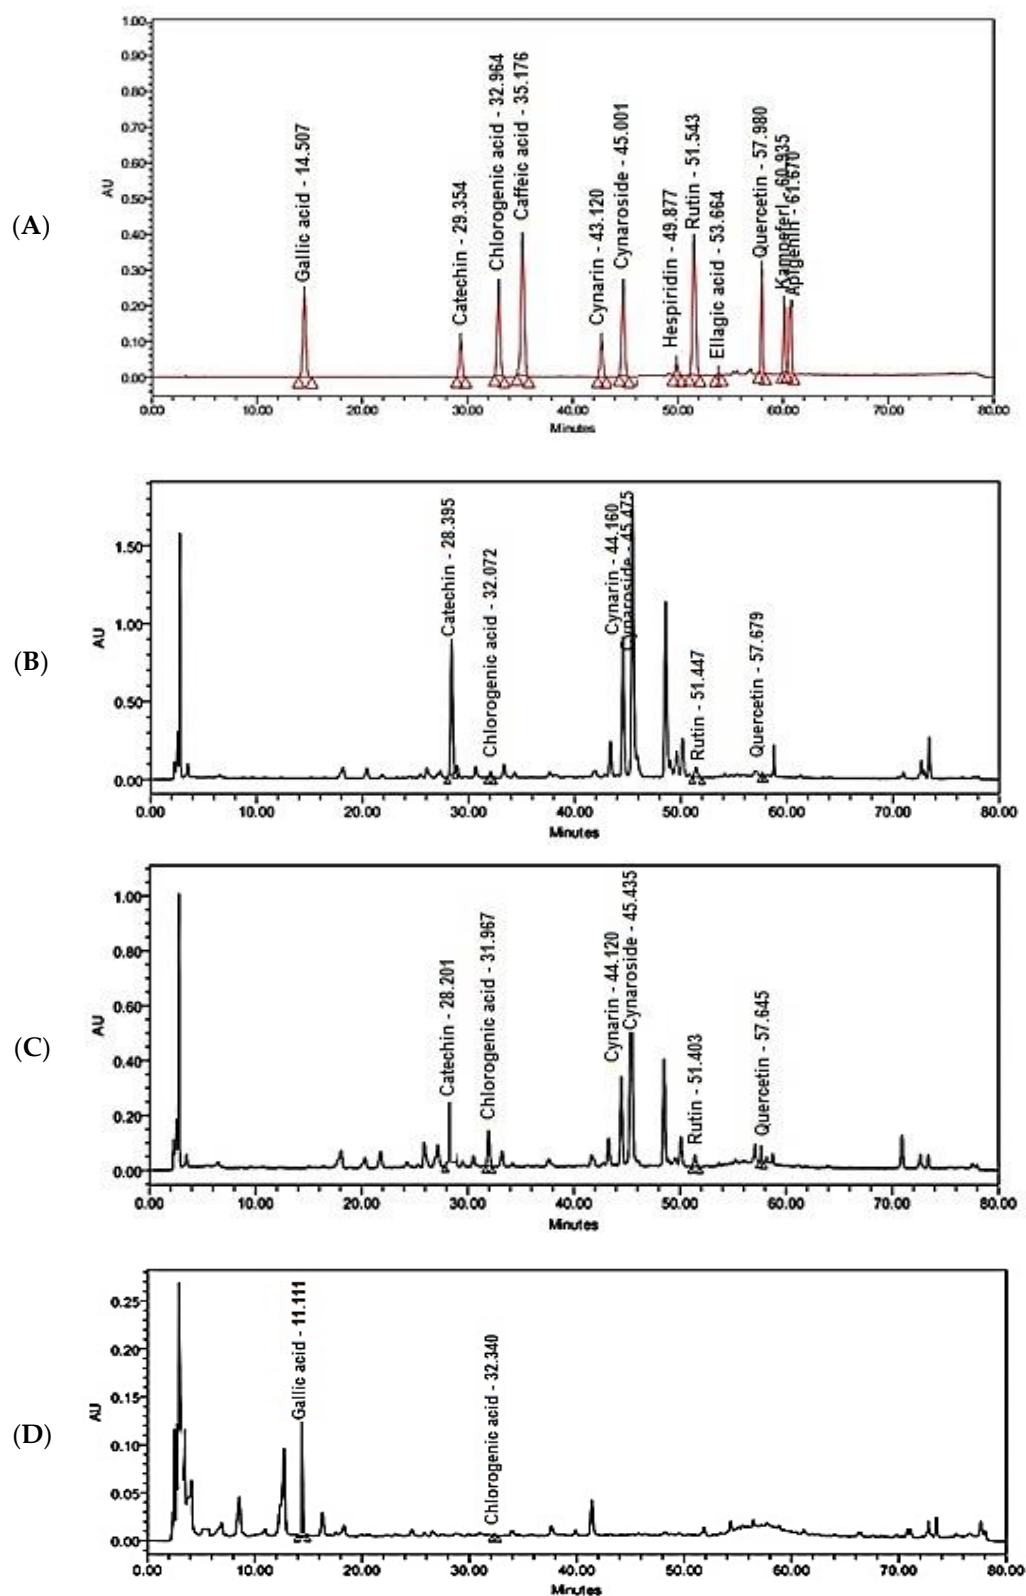 (A)
AU
1.00
0.90
0.80
0.70
0.60
0.50
0.40
0.30
0.20
0.10
0.00
Gallic acid - 14.507
Catechin - 29.354
Chlorogenic acid - 32.964
Caffeic acid - 35.176
Cynarin - 43.120
Cynaroside - 45.001
Hespiridin - 49.877
Rutin - 51.543
Ellagic acid - 53.664
Quercetin - 57.980
Kampeferl - 60.935
Apigenin - 61.670
0.00 10.00 20.00 30.00 40.00 50.00 60.00 70.00 80.00
Minutes
(B)
AU
1.50
1.00
0.50
0.00
Catechin - 28.395
Chlorogenic acid - 32.072
Cynarin - 44.160
Cynaroside - 45.475
Rutin - 51.447
Quercetin - 57.679
0.00 10.00 20.00 30.00 40.00 50.00 60.00 70.00 80.00
Minutes
(C)
AU
1.00
0.80
0.60
0.40
0.20
0.00
Catechin - 28.201
Chlorogenic acid - 31.967
Cynarin - 44.120
Cynaroside - 45.435
Rutin - 51.403
Quercetin - 57.645
0.00 10.00 20.00 30.00 40.00 50.00 60.00 70.00 80.00
Minutes
(D)
AU
0.25
0.20
0.15
0.10
0.05
0.00
Gallic acid - 11.111
Chlorogenic acid - 32.340
0.00 10.00 20.00 30.00 40.00 50.00 60.00 70.00 80.00
Minutes